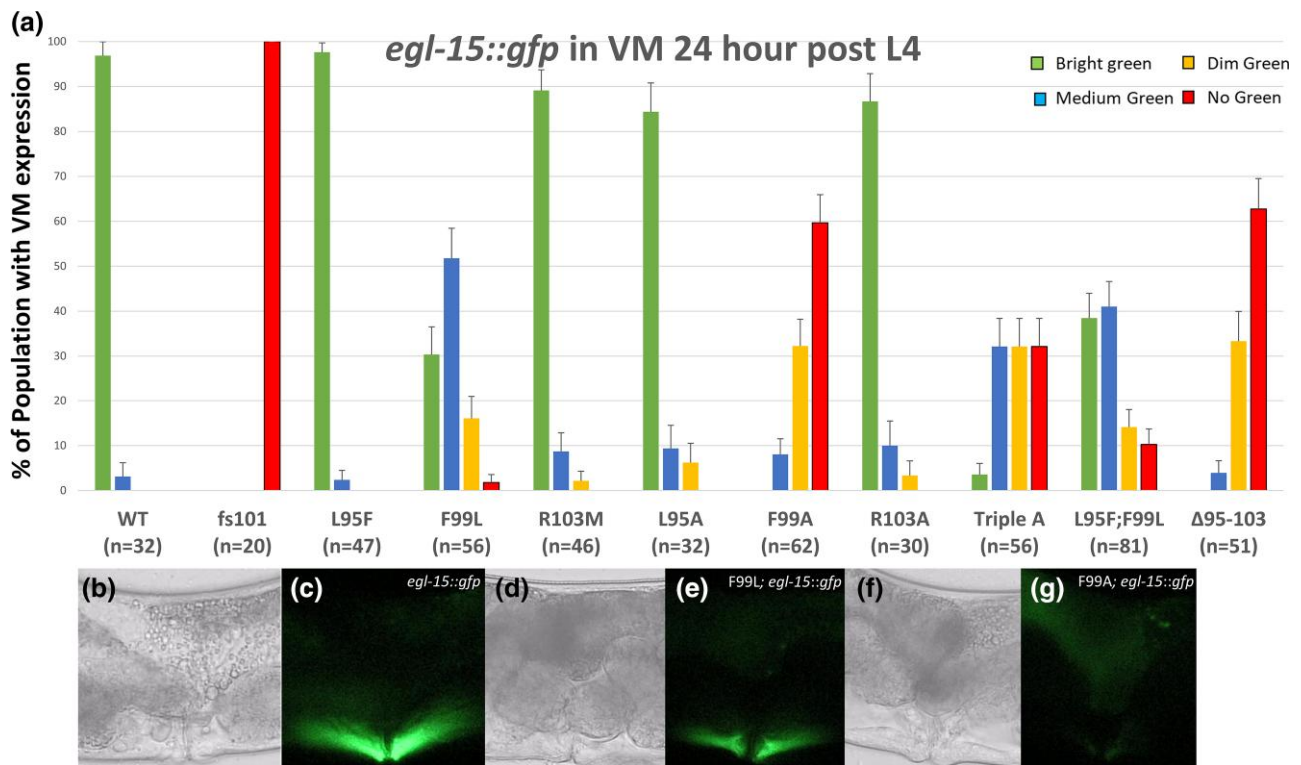 (a)
egl-15::gfp in VM 24 hour post L4
Bright green
Dim Green
Medium Green
No Green
% of Population with VM expression
100
90
80
70
60
50
40
30
20
10
0
WT fs101 L95F F99L R103M L95A F99A R103A Triple A L95F;F99L Δ95-103
(n=32) (n=20) (n=47) (n=56) (n=46) (n=32) (n=62) (n=30) (n=56) (n=81) (n=51)
(b) (c) egl-15::gfp (d) (e) F99L; egl-15::gfp (f) (g) F99A; egl-15::gfp